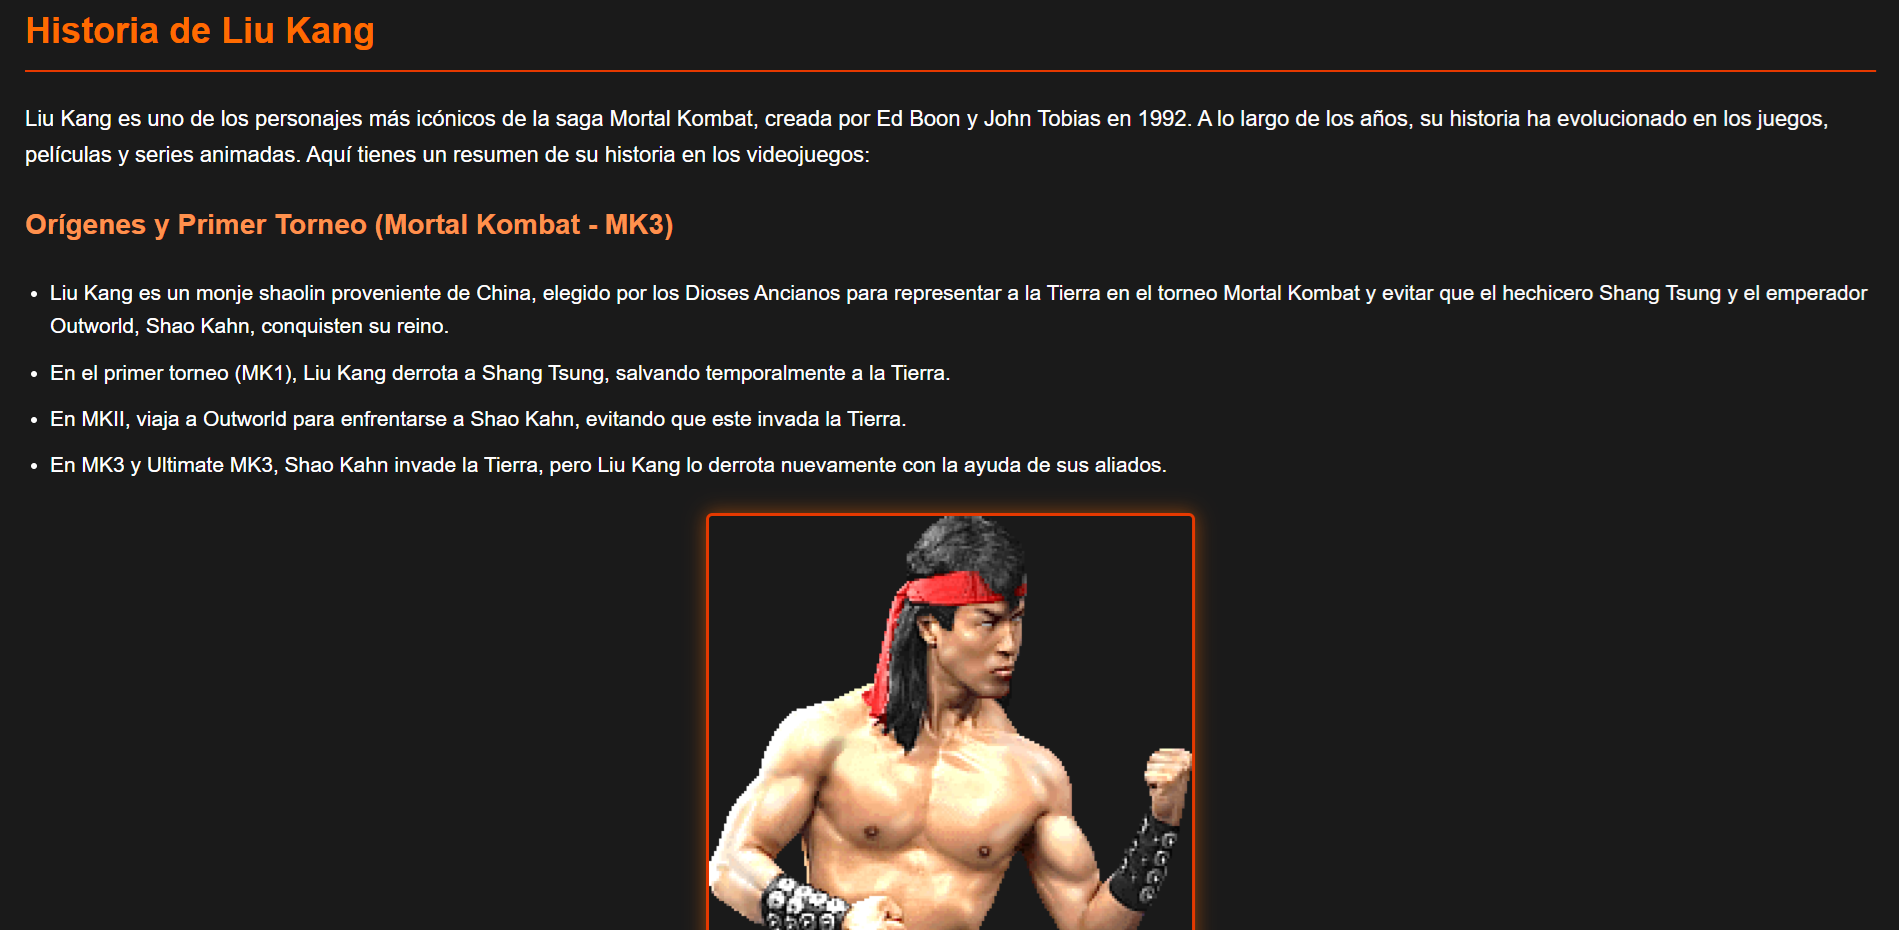 Historia de Liu Kang
Liu Kang es uno de los personajes más icónicos de la saga Mortal Kombat, creada por Ed Boon y John Tobias en 1992. A lo largo de los años, su historia ha evolucionado en los juegos,
películas y series animadas. Aquí tienes un resumen de su historia en los videojuegos:
Orígenes y Primer Torneo (Mortal Kombat - MK3)
• Liu Kang es un monje shaolin proveniente de China, elegido por los Dioses Ancianos para representar a la Tierra en el torneo Mortal Kombat y evitar que el hechicero Shang Tsung y el emperador
Outworld, Shao Kahn, conquisten su reino.
• En el primer torneo (MK1), Liu Kang derrota a Shang Tsung, salvando temporalmente a la Tierra.
• En MKII, viaja a Outworld para enfrentarse a Shao Kahn, evitando que este invada la Tierra.
• En MK3 y Ultimate MK3, Shao Kahn invade la Tierra, pero Liu Kang lo derrota nuevamente con la ayuda de sus aliados.